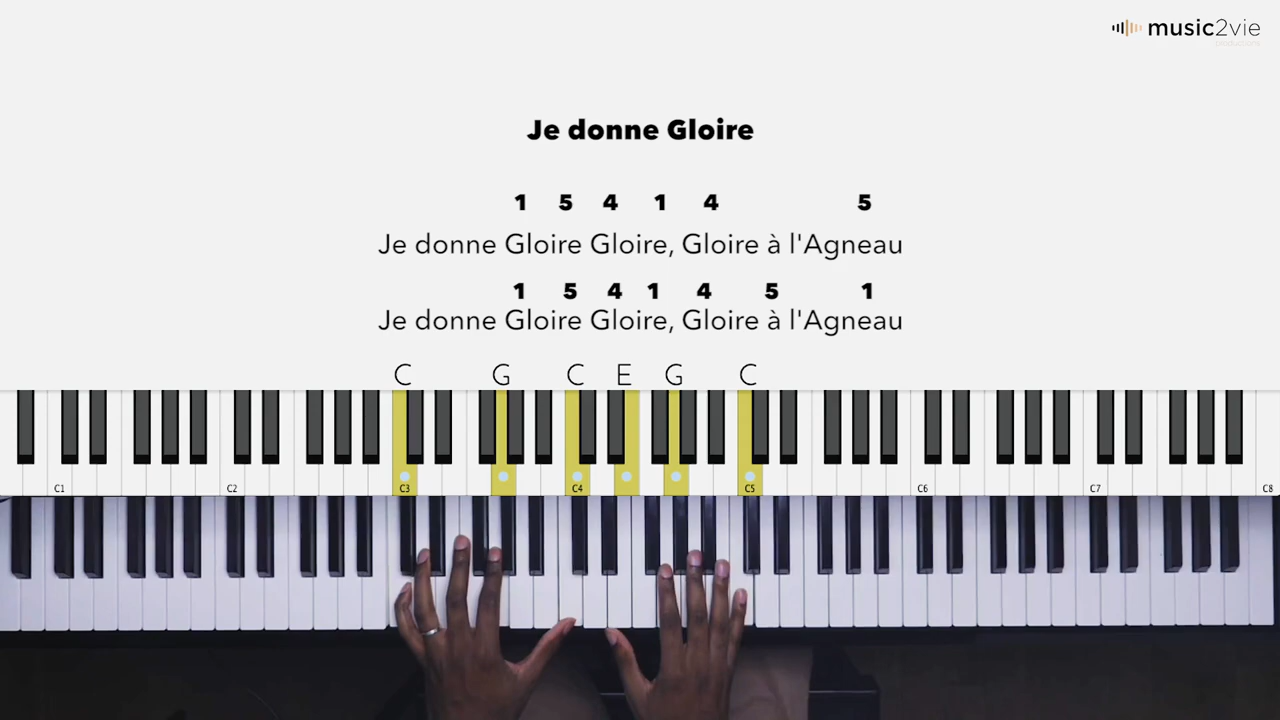 music2vie
productions
Je donne Gloire
1 5 4 1 4 5
Je donne Gloire Gloire, Gloire à l'Agneau
1 5 4 1 4 5 1
Je donne Gloire Gloire, Gloire à l'Agneau
C G C E G C
C1 C2 C3 C4 C5 C6 C7 C8